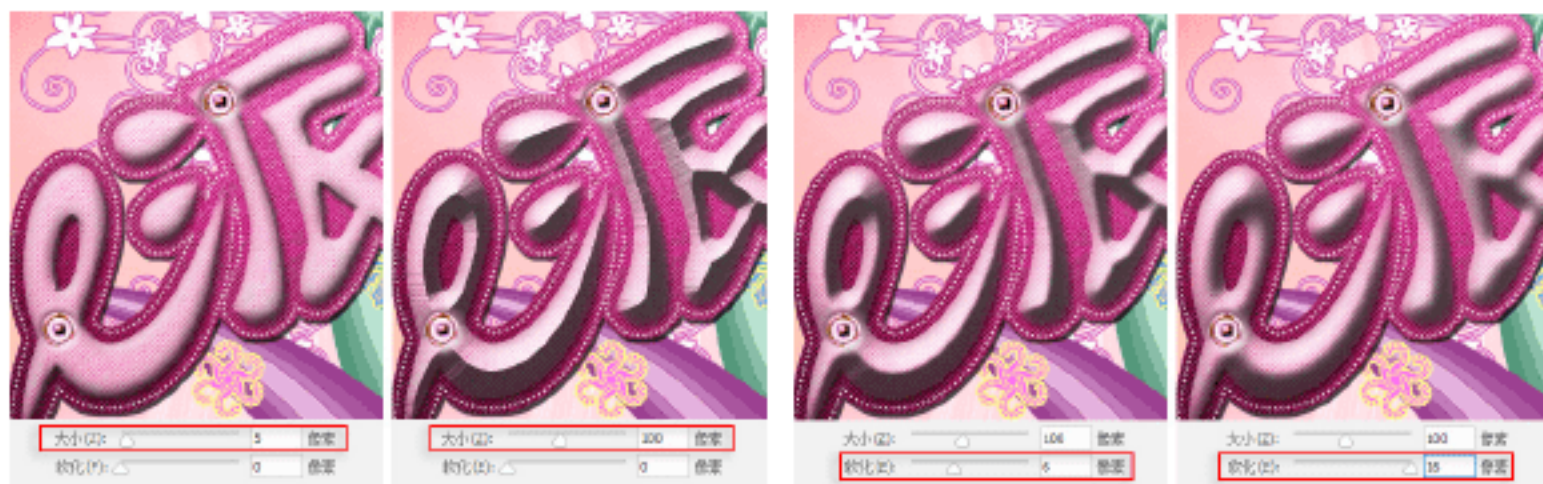 大小(Z): 5 像素
软化(F): 0 像素
大小(Z): 100 像素
软化(E): 0 像素
大小(Z): 100 像素
软化(E): 6 像素
大小(Z): 100 像素
软化(E): 16 像素